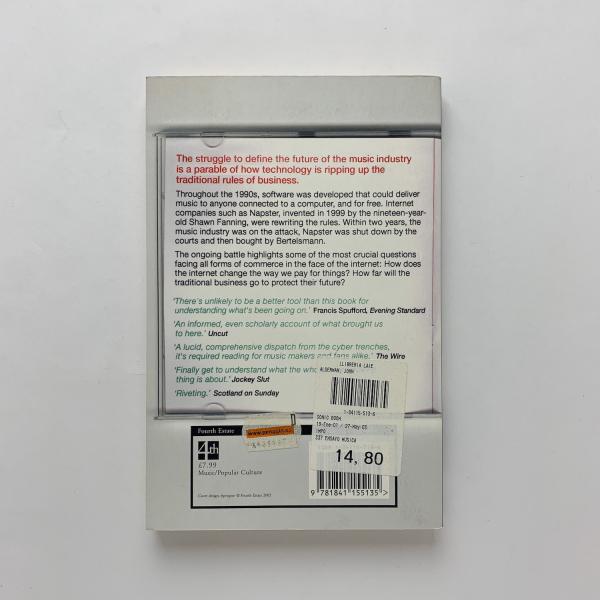 The struggle to define the future of the music industry
is a parable of how technology is ripping up the
traditional rules of business.
Throughout the 1990s, software was developed that could deliver
music to anyone connected to a computer, and for free. Internet
companies such as Napster, invented in 1999 by the nineteen-year-
old Shawn Fanning, were rewriting the rules. Within two years, the
music industry was on the attack, Napster was shut down by the
courts and then bought by Bertelsmann.
The ongoing battle highlights some of the most crucial questions
facing all forms of commerce in the face of the internet: How does
the internet change the way we pay for things? How far will the
traditional business go to protect their future?
‘There's unlikely to be a better tool than this book for
understanding what's been going on.’ Francis Spufford, Evening Standard
‘An informed, even scholarly account of what brought us
to here.’ Uncut
‘A lucid, comprehensive dispatch from the cyber trenches,
it's required reading for music makers and fans alike.’ The Wire
‘Finally get to understand what the who
thing is about.’ Jockey Slut
‘Riveting.’ Scotland on Sunday
LLIBRERIA LAIE
ALDERMAN, JOHN
1-84115-513-6
SONIC BOOM
237 ENSAYO MUSICA
14,80
Fourth Estate
4th
£7.99
Music/Popular Culture
9 781841 155135 >